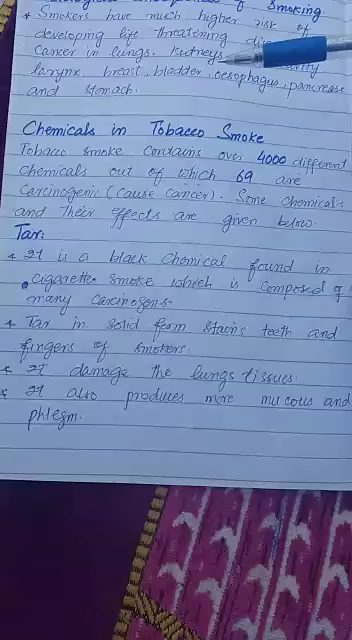 of Smoking.
* Smokers have much higher risk of
developing life threatening
cancer in lungs, kutneys
larynx, breast, bladder, oesophagus, pancrease
and stomach.
Chemicals in Tobacco Smoke
Tobacco smoke contains over 4000 different
chemicals out of which 69 are
carcinogenic (cause cancer). Some chemicals
and their effects are given below.
Tar:
* It is a black chemical found in
cigarette smoke which is composed of
many carcinogens.
* Tar in solid form stains teeth and
fingers of smokers.
* It damage the lungs tissues.
* It also produces more mucous and
phlegm.